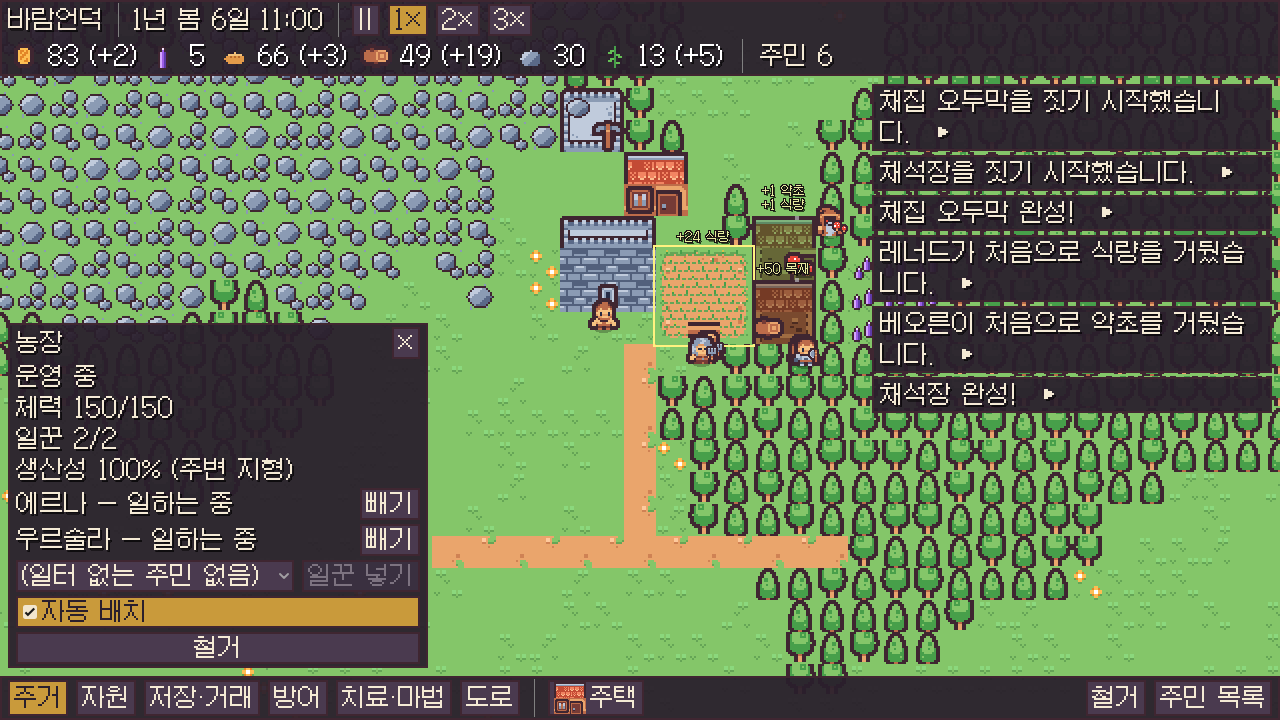 바람언덕 1년 봄 6일 11:00 1× 2× 3×
83 (+2) 5 66 (+3) 49 (+19) 30 13 (+5) 주민 6
채집 오두막을 짓기 시작했습니
다.
채석장을 짓기 시작했습니다.
채집 오두막 완성!
레너드가 처음으로 식량을 거뒀습
니다.
베오른이 처음으로 약초를 거뒀습
니다.
채석장 완성!
+1 약초
+1 식량
+24 식량
+50 목재
농장
운영 중
체력 150/150
일꾼 2/2
생산성 100% (주변 지형)
에르나 — 일하는 중 빼기
우르술라 — 일하는 중 빼기
(일터 없는 주민 없음) 일꾼 넣기
자동 배치
철거
주거 자원 저장·거래 방어 치료·마법 도로 주택 철거 주민 목록